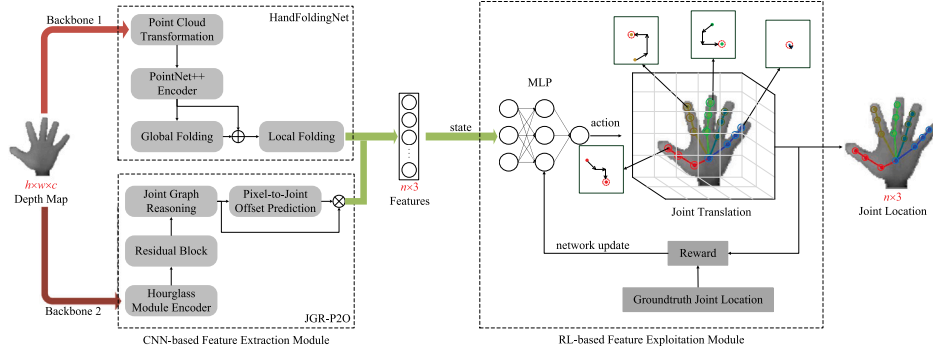 Backbone 1
HandFoldingNet
Point Cloud
Transformation
PointNet++
Encoder
Global Folding
Local Folding
h×w×c
Depth Map
Joint Graph
Reasoning
Pixel-to-Joint
Offset Prediction
Residual Block
Hourglass
Module Encoder
JGR-P2O
Backbone 2
CNN-based Feature Extraction Module
n×3
Features
state
MLP
action
Joint Translation
network update
Reward
Groundtruth Joint Location
RL-based Feature Exploitation Module
n×3
Joint Location